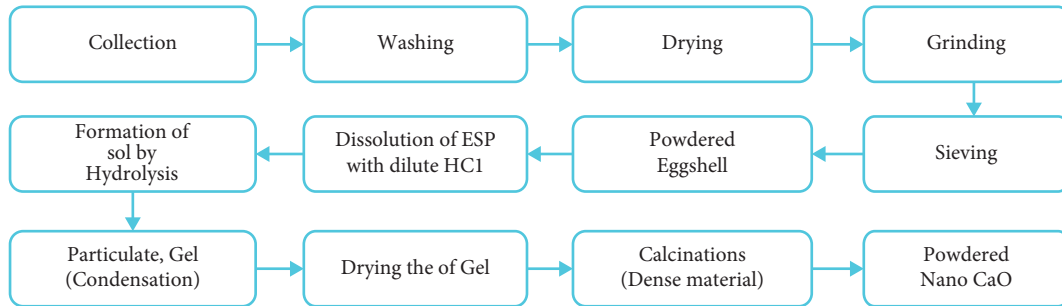 Collection
Washing
Drying
Grinding
Sieving
Powdered
Eggshell
Dissolution of ESP
with dilute HC1
Formation of
sol by
Hydrolysis
Particulate, Gel
(Condensation)
Drying the of Gel
Calcinations
(Dense material)
Powdered
Nano CaO